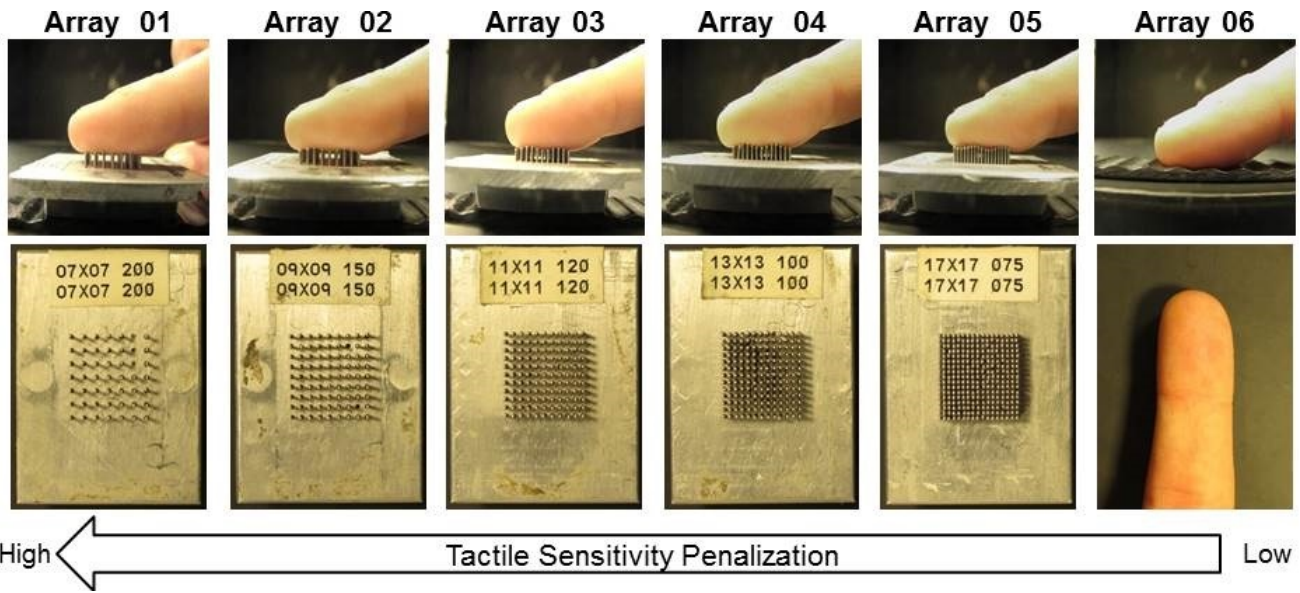 Array 01 Array 02 Array 03 Array 04 Array 05 Array 06
07X07 200
07X07 200
09X09 150
09X09 150
11X11 120
11X11 120
13X13 100
13X13 100
17X17 075
17X17 075
High Tactile Sensitivity Penalization Low